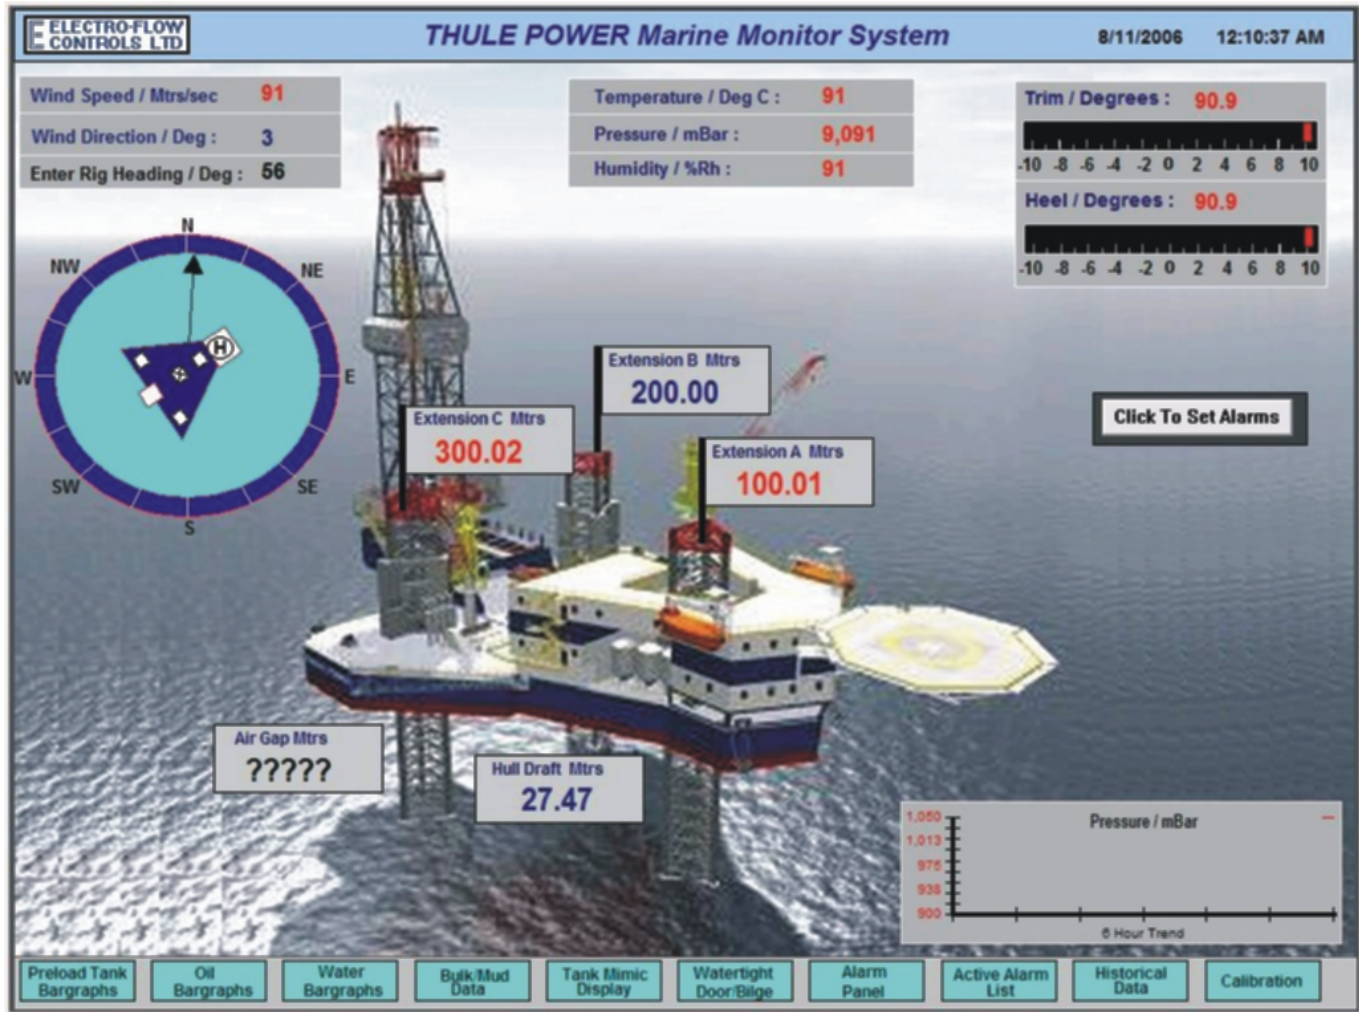 ELECTRO-FLOW
CONTROLS LTD
THULE POWER Marine Monitor System
8/11/2006 12:10:37 AM
Wind Speed / Mtrs/sec 91
Wind Direction / Deg : 3
Enter Rig Heading / Deg : 56
Temperature / Deg C : 91
Pressure / mBar : 9,091
Humidity / %Rh : 91
Trim / Degrees : 90.9
-10 -8 -6 -4 -2 0 2 4 6 8 10
Heel / Degrees : 90.9
-10 -8 -6 -4 -2 0 2 4 6 8 10
N
NW NE
H
W E
SW SE
S
Extension B Mtrs
200.00
Extension C Mtrs
300.02
Extension A Mtrs
100.01
Click To Set Alarms
Air Gap Mtrs
?????
Hull Draft Mtrs
27.47
Pressure / mBar
1,050
1,013
975
938
900
6 Hour Trend
Preload Tank
Bargraphs
Oil
Bargraphs
Water
Bargraphs
Bulk/Mud
Data
Tank Mimic
Display
Watertight
Door/Bilge
Alarm
Panel
Active Alarm
List
Historical
Data
Calibration